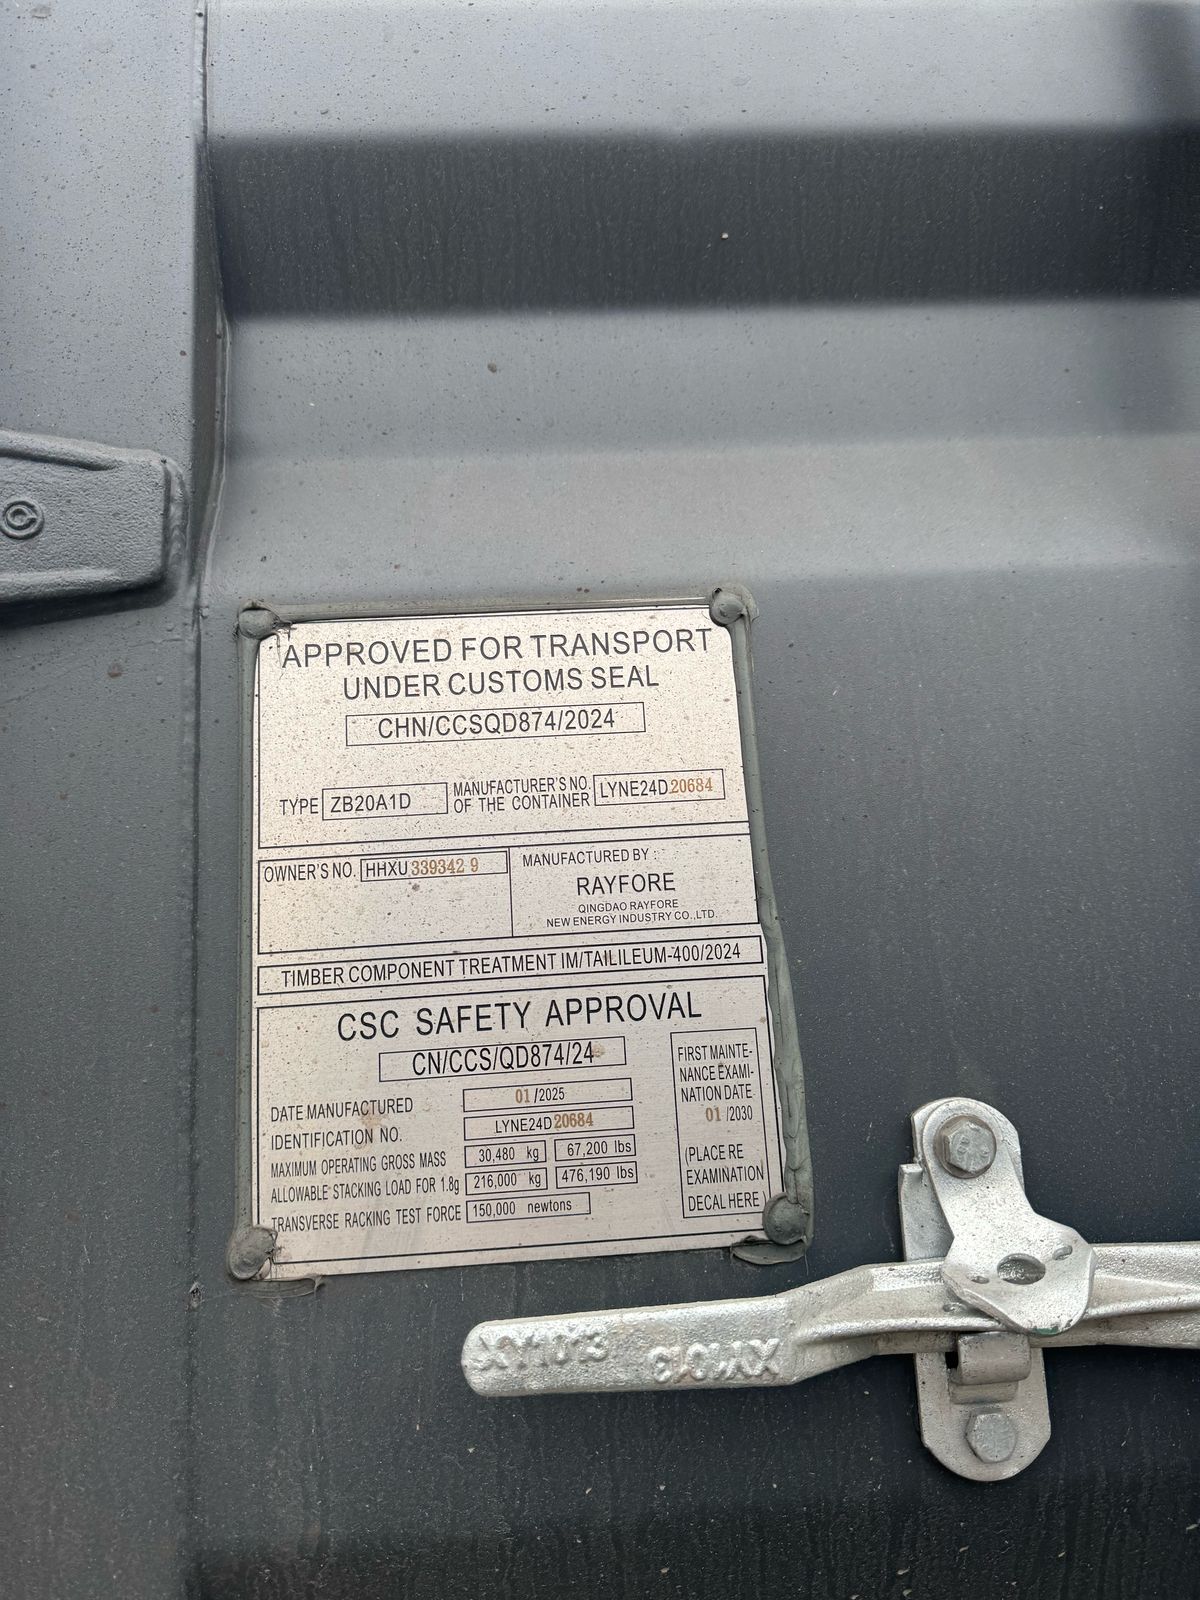 APPROVED FOR TRANSPORT
UNDER CUSTOMS SEAL
CHN/CCSQD874/2024
TYPE ZB20A1D MANUFACTURER'S NO. OF THE CONTAINER LYNE24D20684
OWNER'S NO. HHXU 339342 9
MANUFACTURED BY :
RAYFORE
QINGDAO RAYFORE
NEW ENERGY INDUSTRY CO.,LTD.
TIMBER COMPONENT TREATMENT IM/TAILILEUM-400/2024
CSC SAFETY APPROVAL
CN/CCS/QD874/24
DATE MANUFACTURED 01/2025
IDENTIFICATION NO. LYNE24D20684
MAXIMUM OPERATING GROSS MASS 30,480 kg 67,200 lbs
ALLOWABLE STACKING LOAD FOR 1.8g 216,000 kg 476,190 lbs
TRANSVERSE RACKING TEST FORCE 150,000 newtons
FIRST MAINTE-
NANCE EXAMI-
NATION DATE
01/2030
(PLACE RE
EXAMINATION
DECAL HERE )